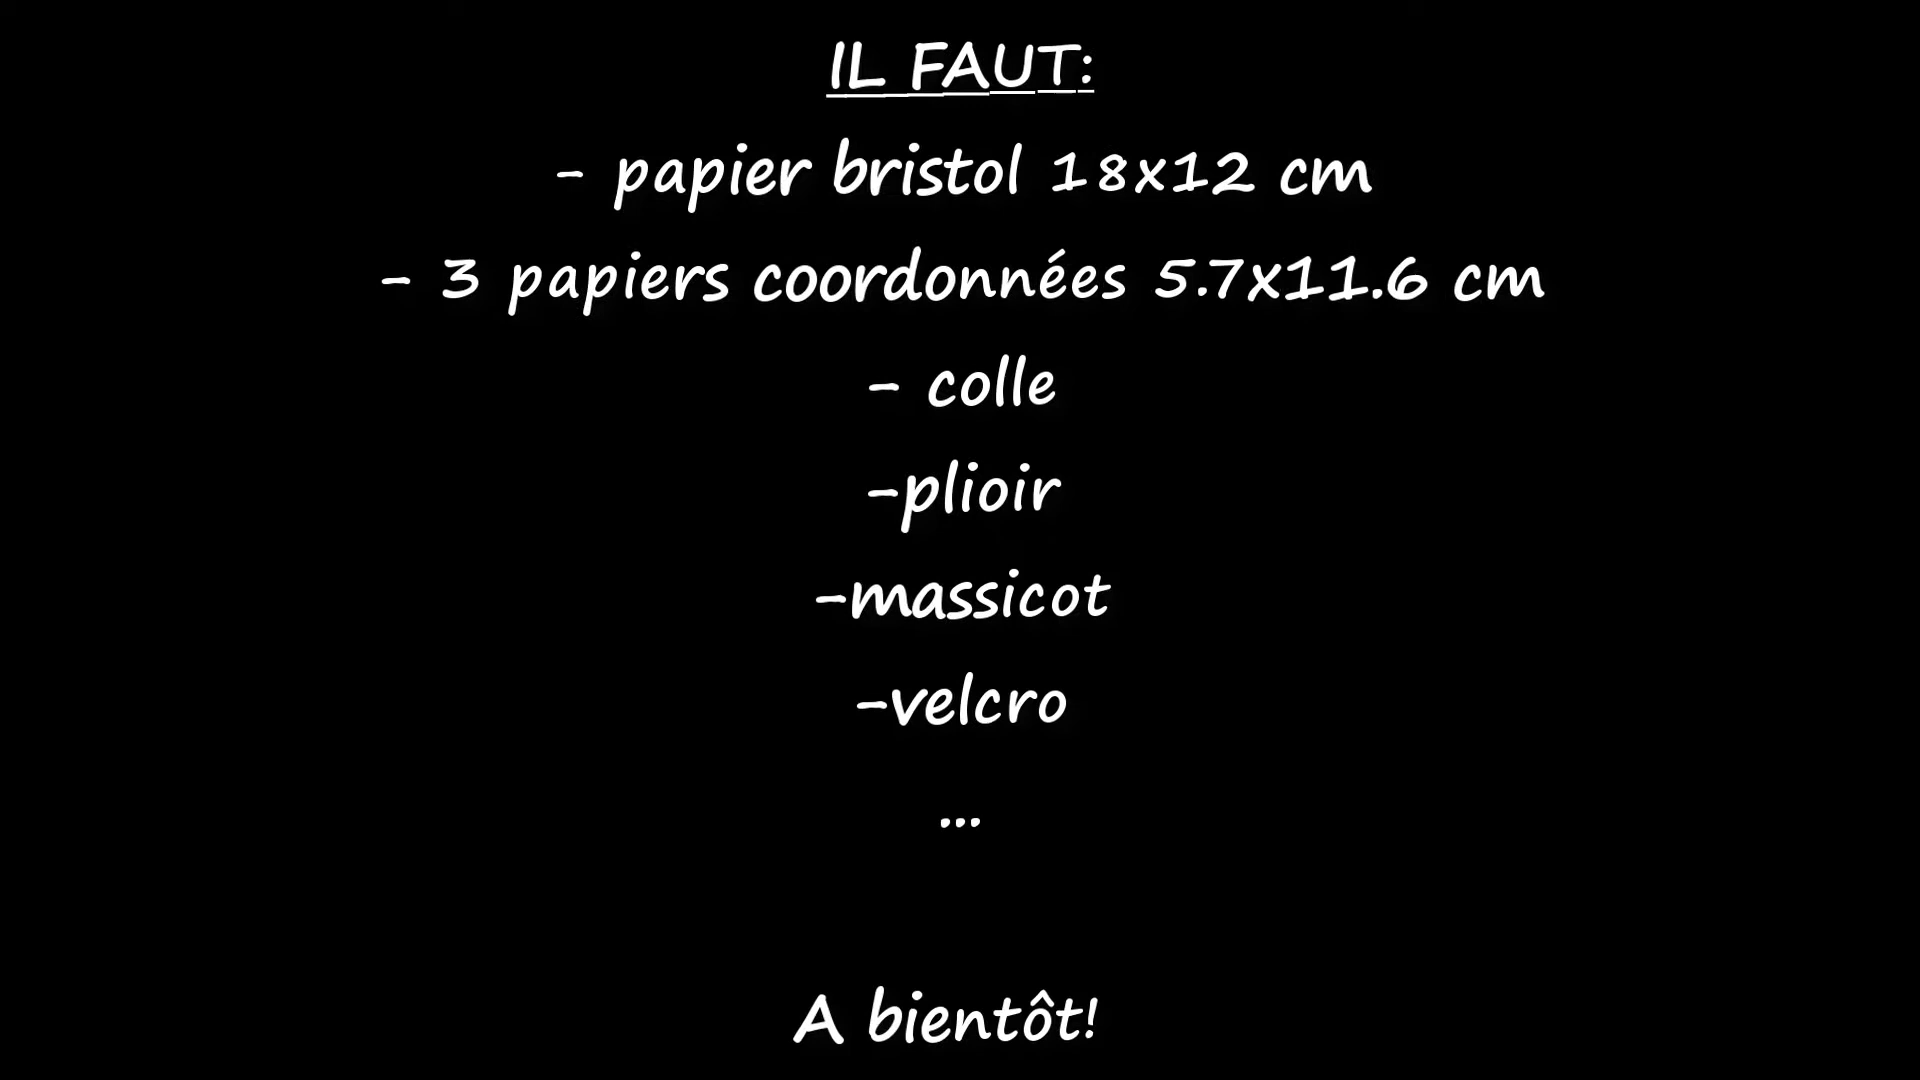 IL FAUT:
- papier bristol 18x12 cm
- 3 papiers coordonnées 5.7x11.6 cm
- colle
-plioir
-massicot
-velcro
...
A bientôt!